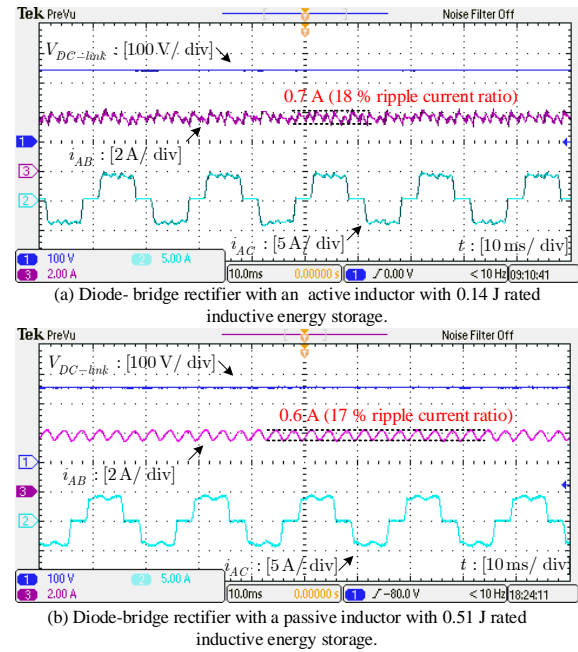 Tek PreVu Noise Filter Off
V_DC−link : [100 V/ div]
0.7 A (18 % ripple current ratio)
1
i_AB : [2 A/ div]
3
2
i_AC : [5 A/ div]
t : [10 ms/ div]
1 100 V 2 5.00 A
3 2.00 A
10.0ms 0.00000 s 1 0.00 V < 10 Hz 09:10:41
(a) Diode- bridge rectifier with an active inductor with 0.14 J rated
inductive energy storage.
Tek PreVu Noise Filter Off
V_DC−link : [100 V/ div]
0.6 A (17 % ripple current ratio)
1
i_AB : [2 A/ div]
3
2
i_AC : [5 A/ div]
t : [10 ms/ div]
1 100 V 2 5.00 A
3 2.00 A
10.0ms 0.00000 s 1 −80.0 V < 10 Hz 18:24:11
(b) Diode-bridge rectifier with a passive inductor with 0.51 J rated
inductive energy storage.